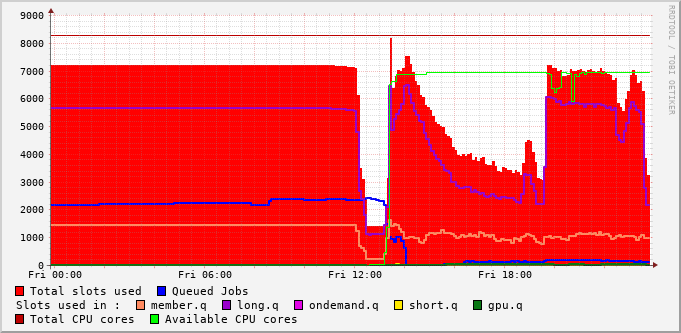 9000
8000
7000
6000
5000
4000
3000
2000
1000
0
Fri 00:00 Fri 06:00 Fri 12:00 Fri 18:00
Total slots used Queued Jobs
Slots used in : member.q long.q ondemand.q short.q gpu.q
Total CPU cores Available CPU cores
RRDTOOL / TOBI OETIKER